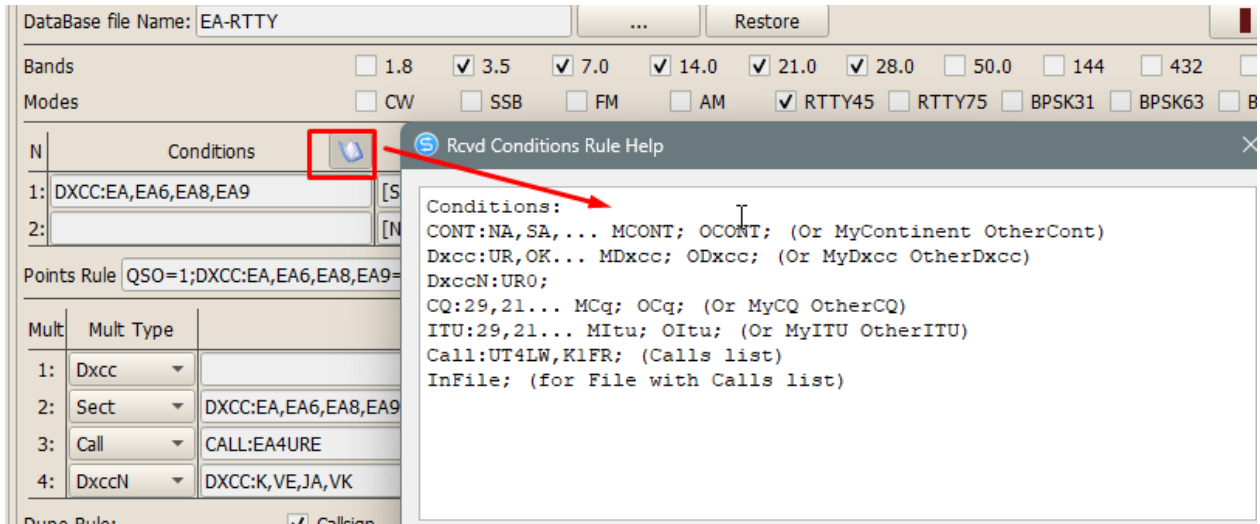 DataBase file Name: EA-RTTY ... Restore
Bands 1.8 3.5 7.0 14.0 21.0 28.0 50.0 144 432
Modes CW SSB FM AM RTTY45 RTTY75 BPSK31 BPSK63 B
N Conditions
1: DXCC:EA,EA6,EA8,EA9 [S
2: [N
Points Rule QSO=1;DXCC:EA,EA6,EA8,EA9=
Mult Mult Type
1: Dxcc
2: Sect DXCC:EA,EA6,EA8,EA9
3: Call CALL:EA4URE
4: DxccN DXCC:K,VE,JA,VK
Dupe Rule: Callsign
Rcvd Conditions Rule Help
Conditions:
CONT:NA,SA,... MCONT; OCONT; (Or MyContinent OtherCont)
Dxcc:UR,OK... MDxcc; ODxcc; (Or MyDxcc OtherDxcc)
DxccN:UR0;
CQ:29,21... MCq; OCq; (Or MyCQ OtherCQ)
ITU:29,21... MItu; OItu; (Or MyITU OtherITU)
Call:UT4LW,K1FR; (Calls list)
InFile; (for File with Calls list)